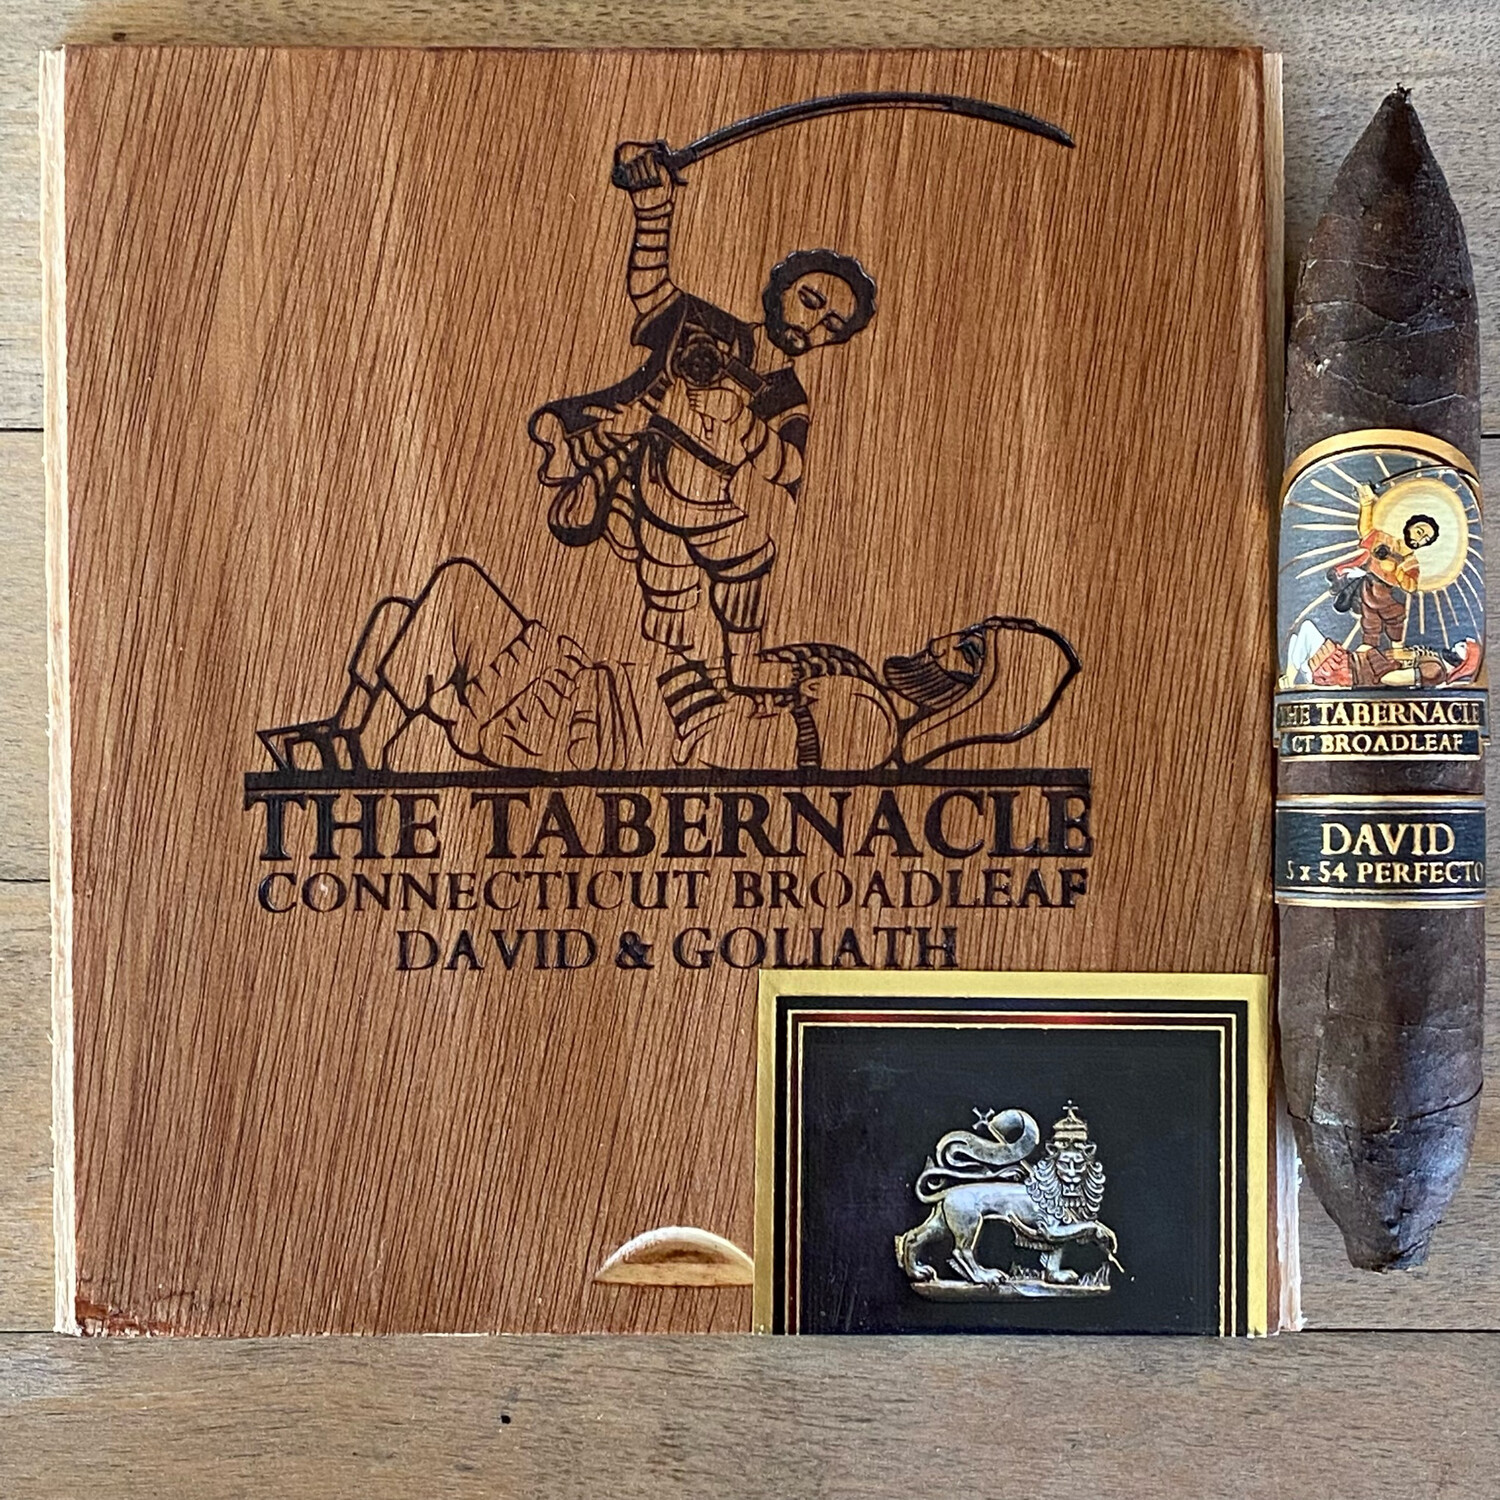 THE TABERNACLE
CONNECTICUT BROADLEAF
DAVID & GOLIATH
THE TABERNACLE
CT BROADLEAF
DAVID
5 x 54 PERFECTO